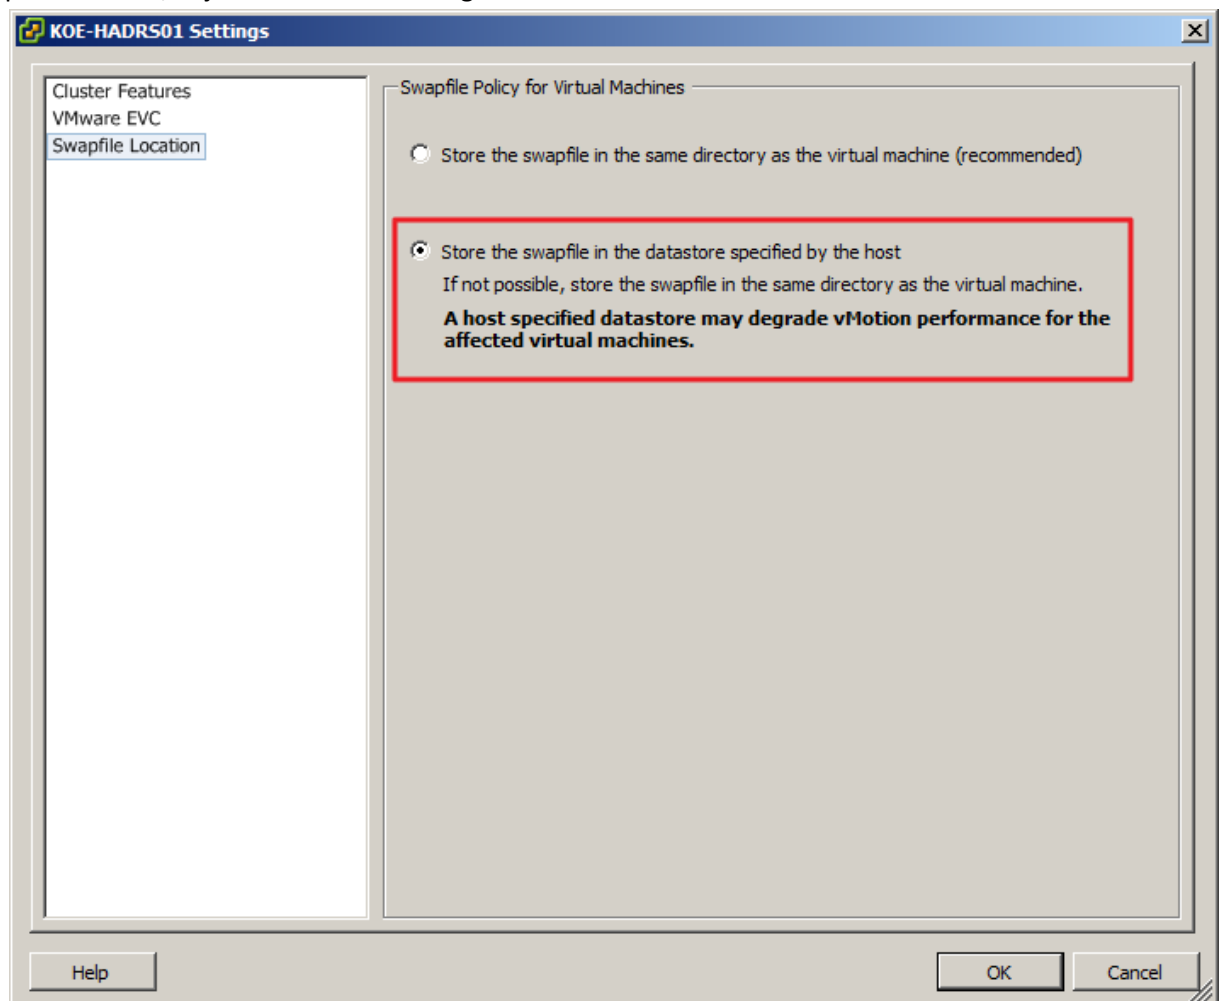 KOE-HADRS01 Settings
Cluster Features
VMware EVC
Swapfile Location
Swapfile Policy for Virtual Machines
Store the swapfile in the same directory as the virtual machine (recommended)
Store the swapfile in the datastore specified by the host
If not possible, store the swapfile in the same directory as the virtual machine.
A host specified datastore may degrade vMotion performance for the
affected virtual machines.
Help
OK
Cancel